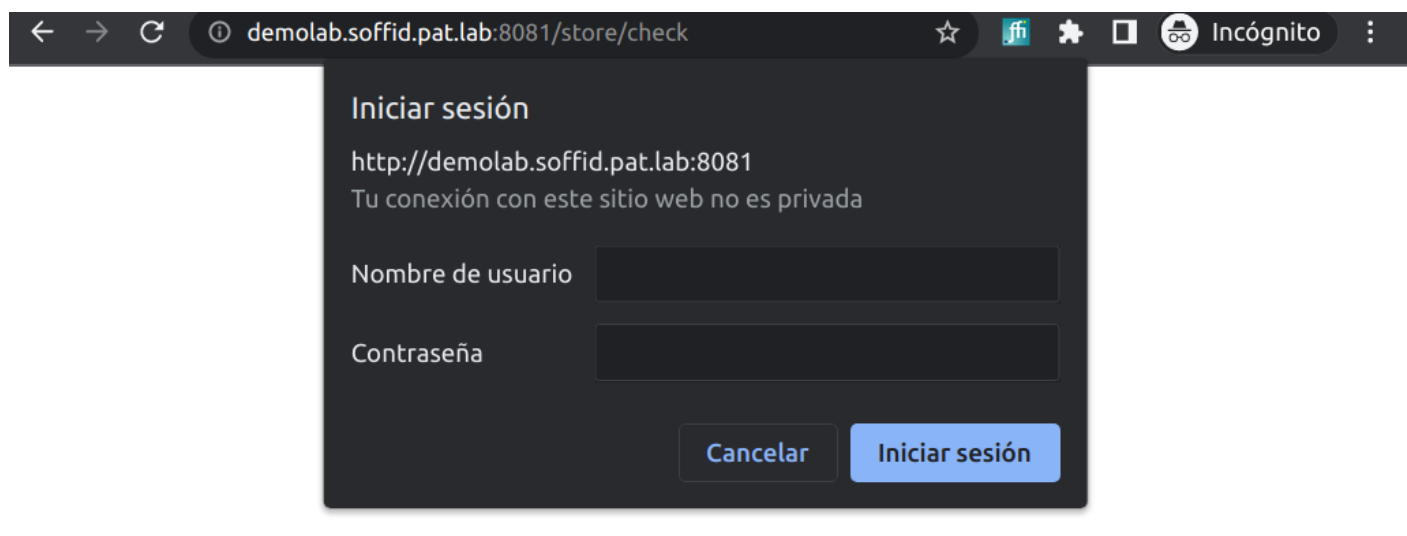 demolab.soffid.pat.lab:8081/store/check
ffi
Incógnito
Iniciar sesión
http://demolab.soffid.pat.lab:8081
Tu conexión con este sitio web no es privada
Nombre de usuario
Contraseña
Cancelar
Iniciar sesión